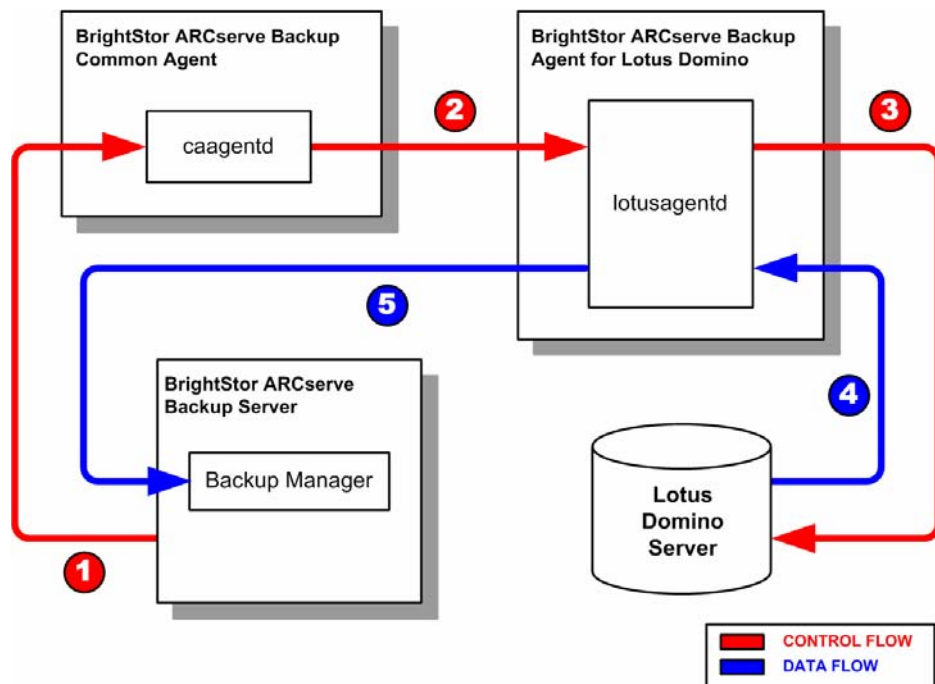 BrightStor ARCserve Backup
Common Agent
caagentd
2
BrightStor ARCserve Backup
Agent for Lotus Domino
lotusagentd
3
5
4
BrightStor ARCserve
Backup Server
Backup Manager
1
Lotus
Domino
Server
CONTROL FLOW
DATA FLOW